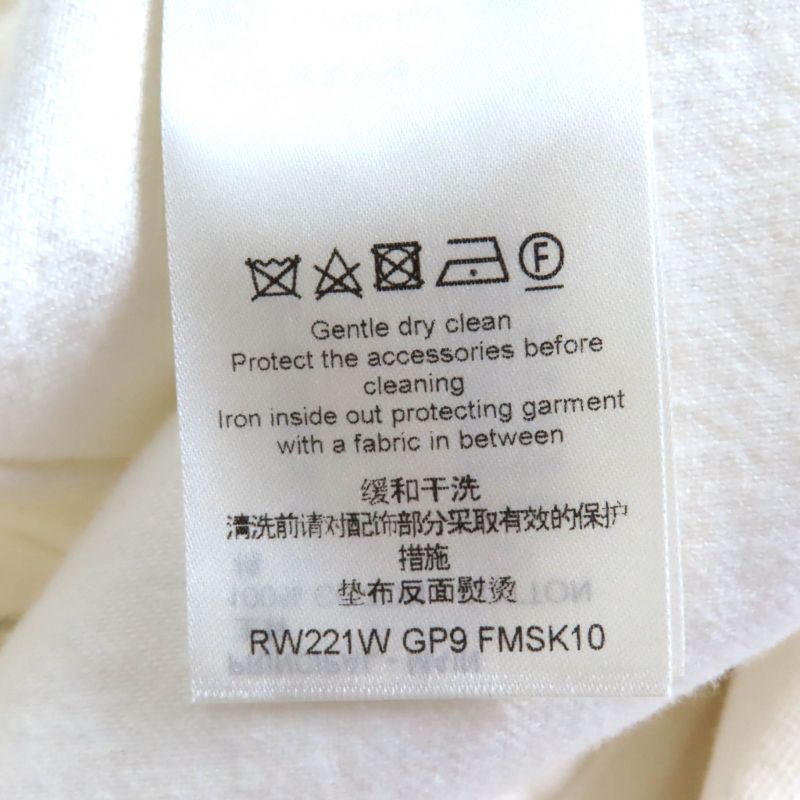 F
Gentle dry clean
Protect the accessories before
cleaning
Iron inside out protecting garment
with a fabric in between
缓和干洗
清洗前请对配饰部分采取有效的保护
措施
垫布反面熨烫
RW221W GP9 FMSK10